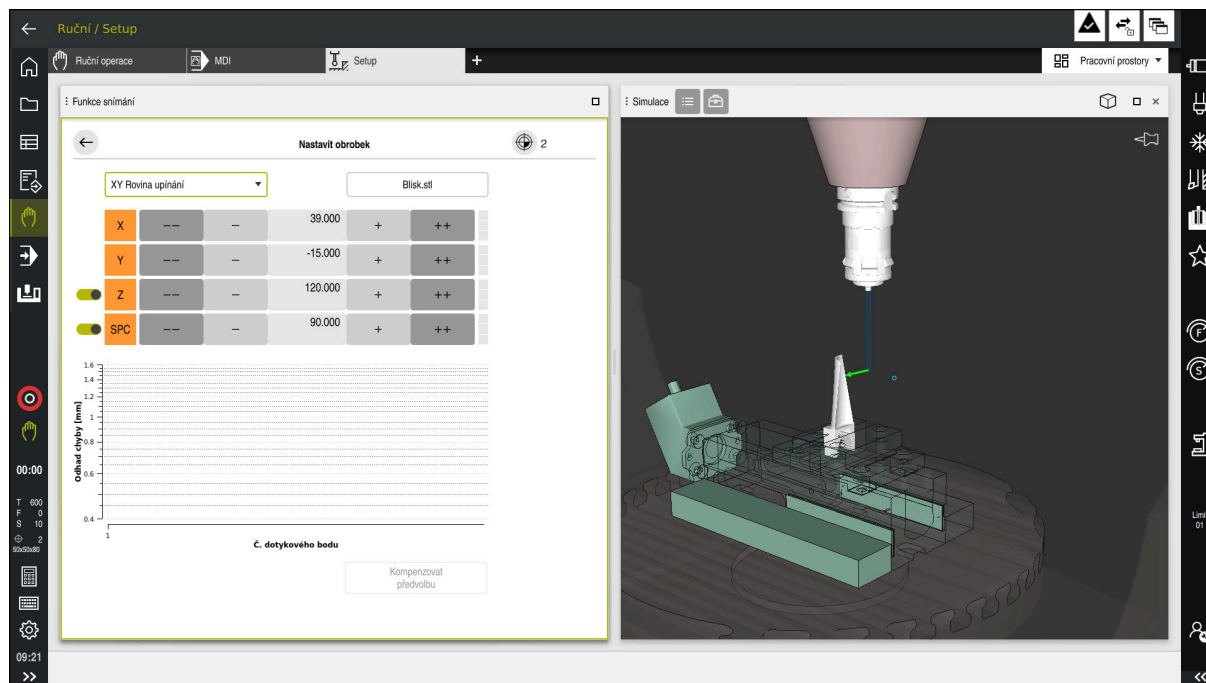 Ruční / Setup
Ruční operace
MDI
Setup
+
Pracovní prostory
Funkce snímání
Simulace
Nastavit obrobek
2
XY Rovina upínání
Blisk.stl
X -- - 39.000 + ++
Y -- - -15.000 + ++
Z -- - 120.000 + ++
SPC -- - 90.000 + ++
1.6
1.4
1.2
1
0.8
0.6
0.4
odhad chyby [mm]
1
Č. dotykového bodu
Kompenzovat
předvolbu
00:00
T 600
F 0
S 10
2
50x50x80
09:21
F
S
Limit
01